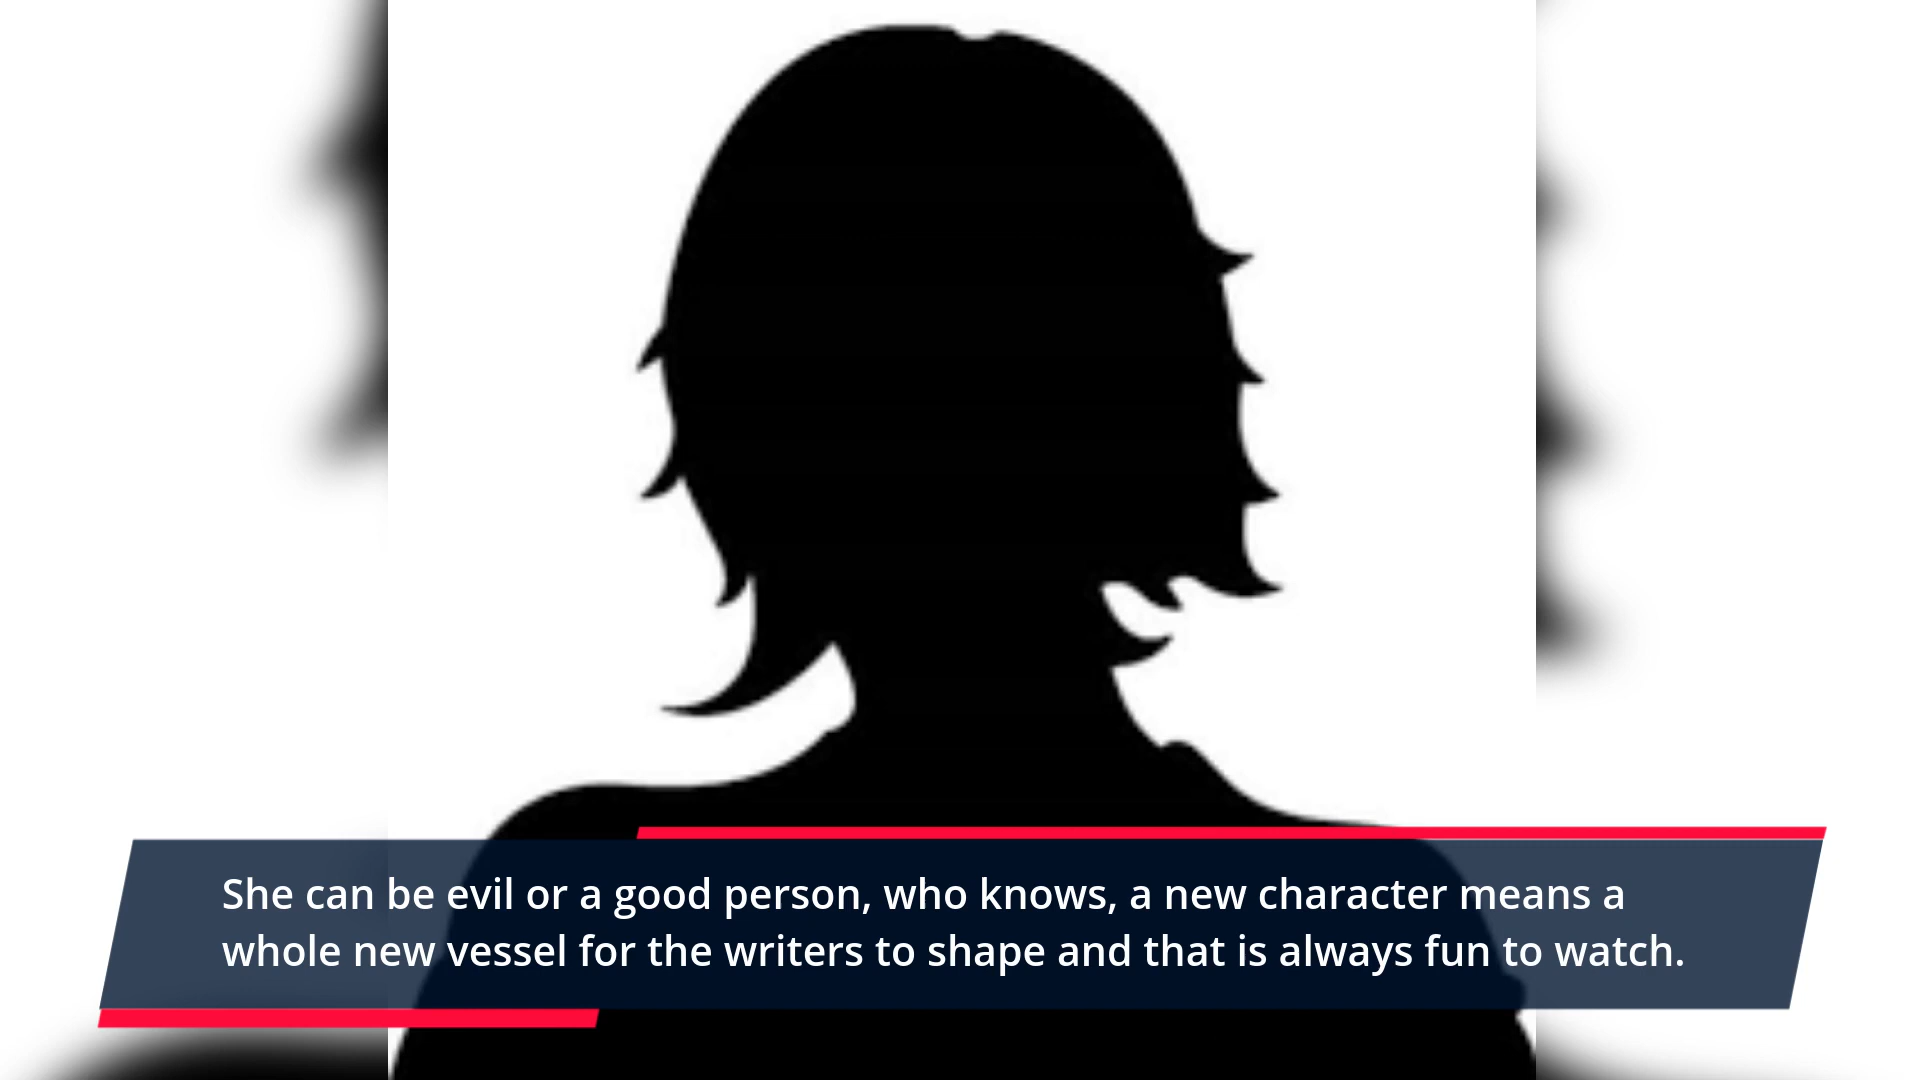 She can be evil or a good person, who knows, a new character means a
whole new vessel for the writers to shape and that is always fun to watch.